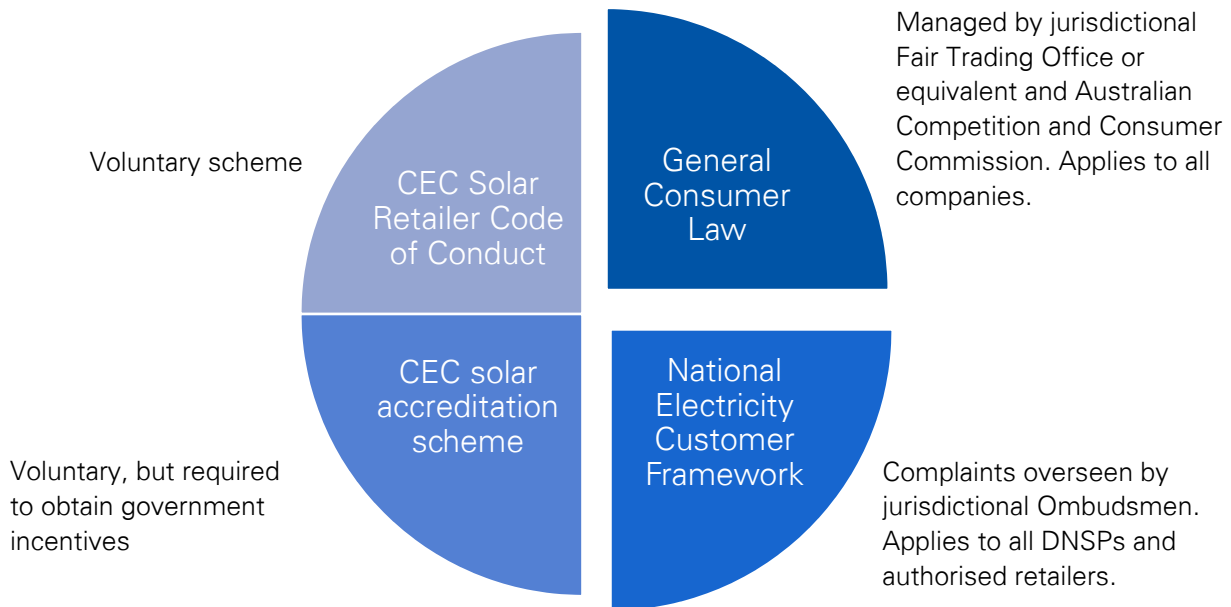 Voluntary scheme
CEC Solar
Retailer Code
of Conduct
General
Consumer
Law
Managed by jurisdictional
Fair Trading Office or
equivalent and Australian
Competition and Consumer
Commission. Applies to all
companies.
Voluntary, but required
to obtain government
incentives
CEC solar
accreditation
scheme
National
Electricity
Customer
Framework
Complaints overseen by
jurisdictional Ombudsmen.
Applies to all DNSPs and
authorised retailers.